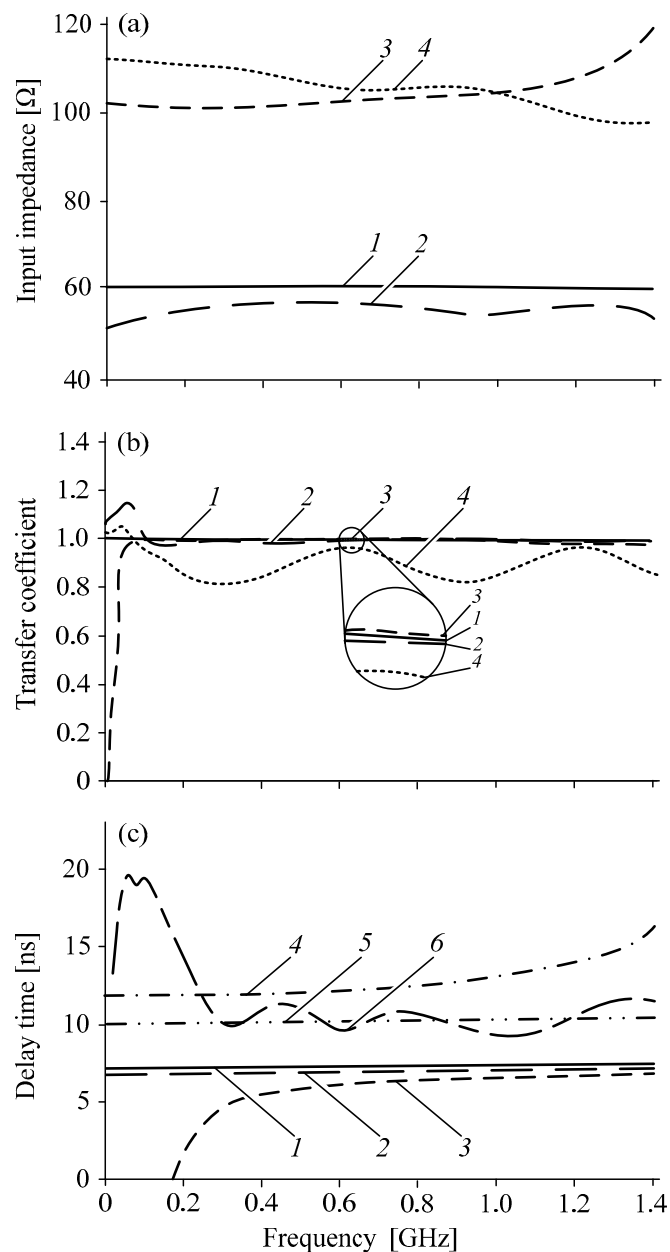 (a)
Input impedance [Ω]
120
100
80
60
40
3 4
1 2
(b)
Transfer coefficient
1.4
1.2
1.0
0.8
0.6
0.4
0.2
0
1 2 3 4
3
1
2
4
(c)
Delay time [ns]
20
15
10
5
0
4 5 6
1 2 3
0 0.2 0.4 0.6 0.8 1.0 1.2 1.4
Frequency [GHz]